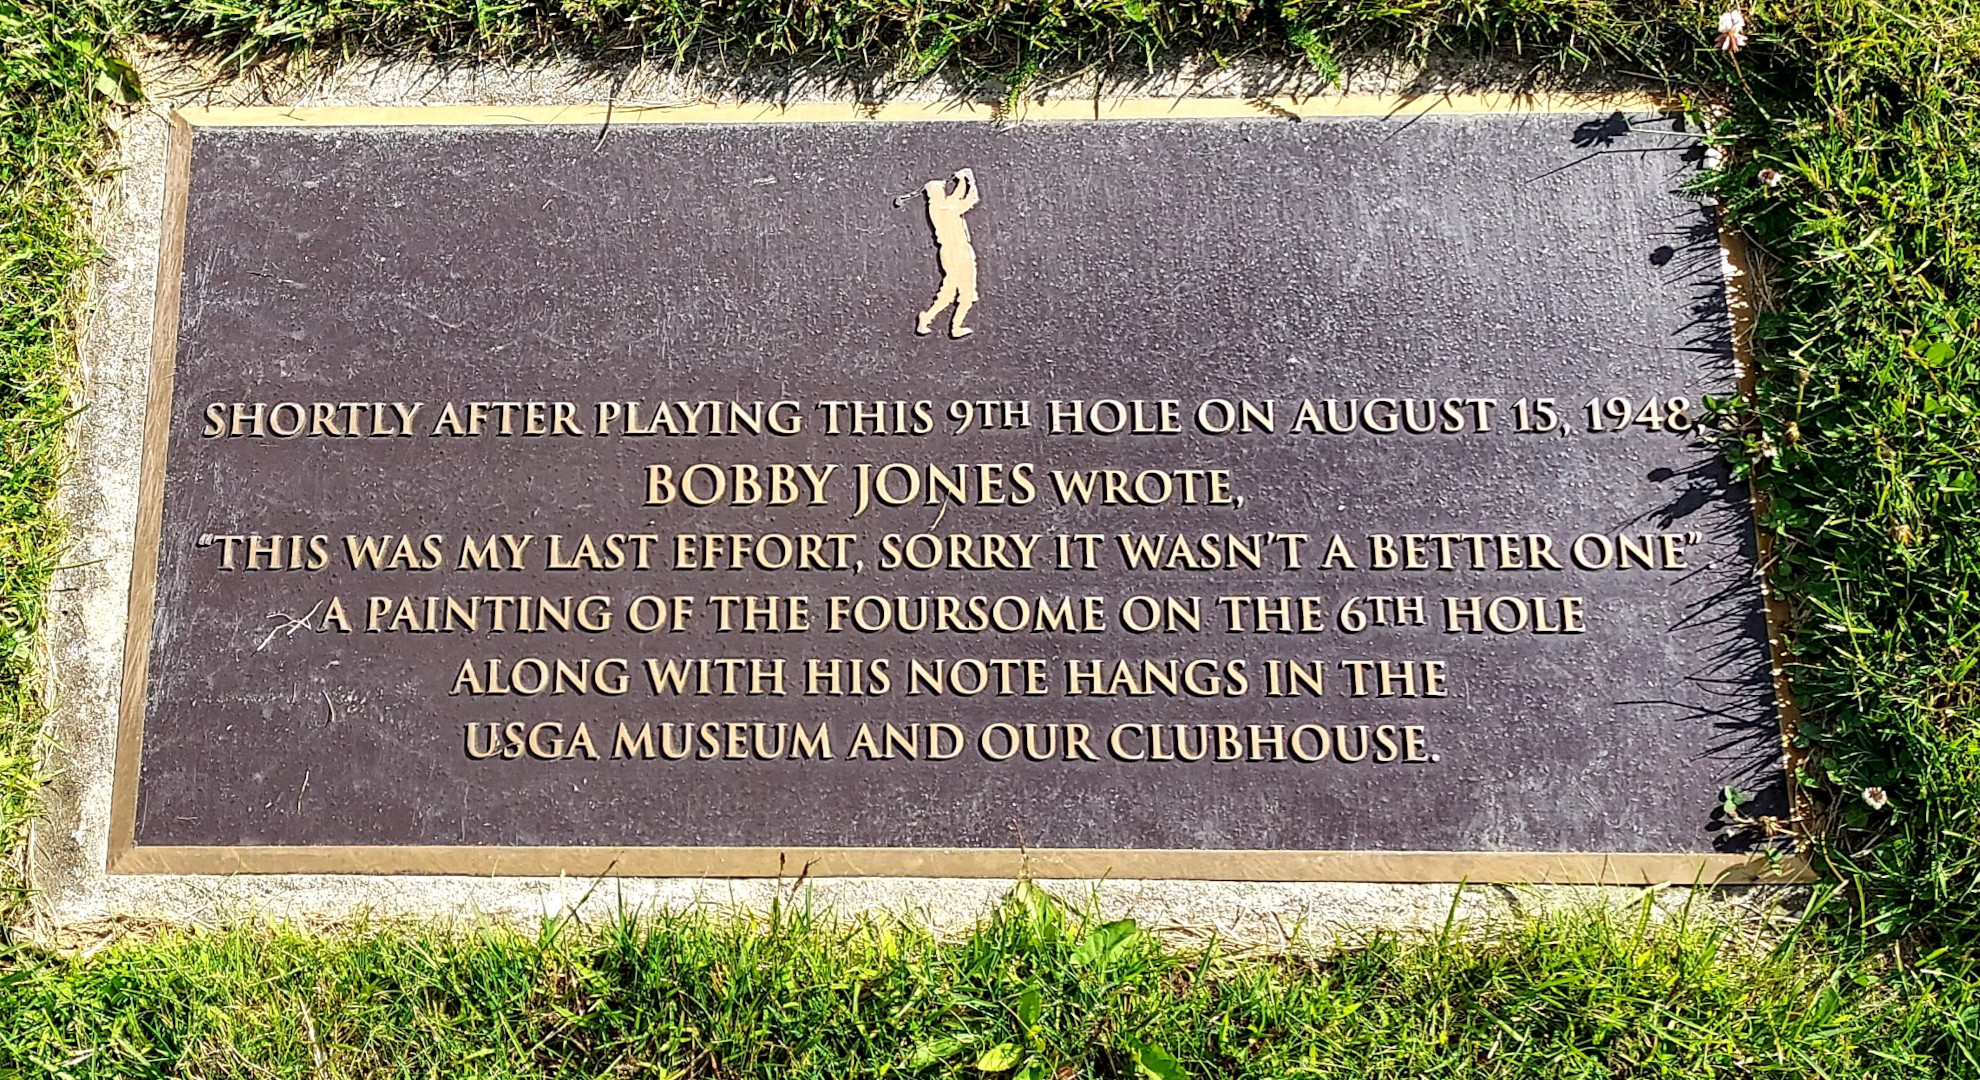 SHORTLY AFTER PLAYING THIS 9TH HOLE ON AUGUST 15, 1948,
BOBBY JONES WROTE,
"THIS WAS MY LAST EFFORT, SORRY IT WASN'T A BETTER ONE".
A PAINTING OF THE FOURSOME ON THE 6TH HOLE
ALONG WITH HIS NOTE HANGS IN THE
USGA MUSEUM AND OUR CLUBHOUSE.